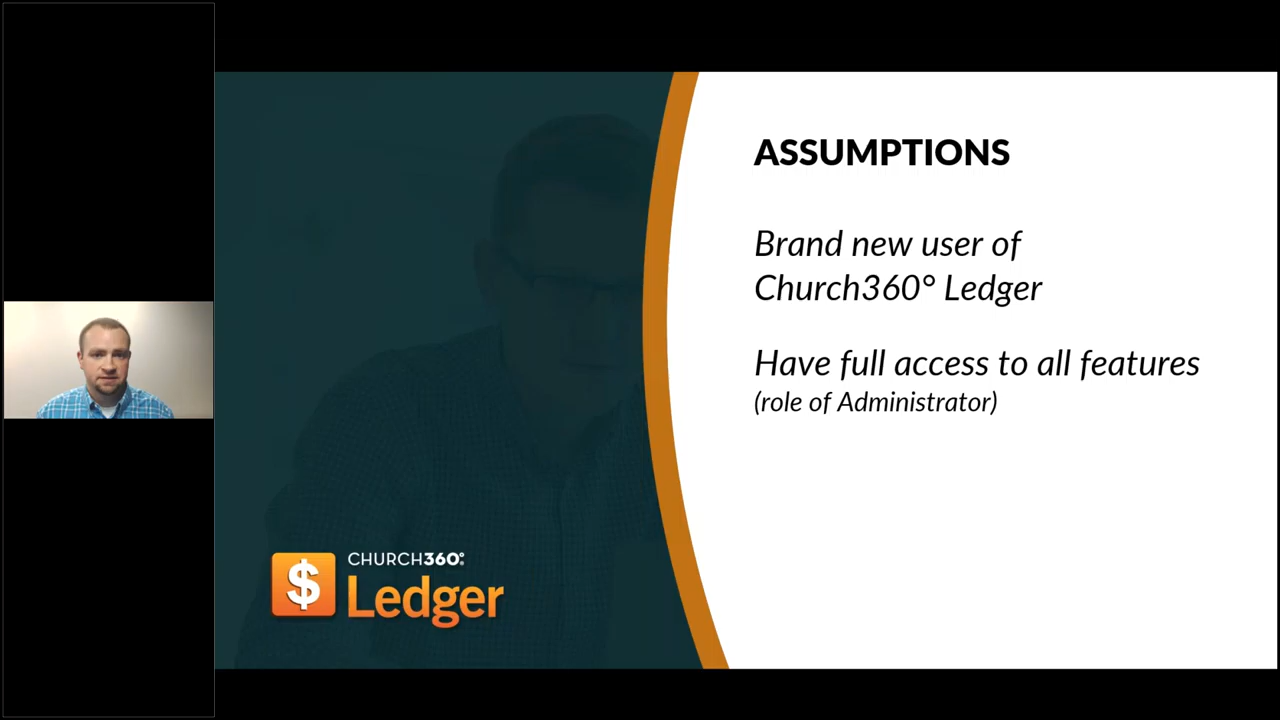 ASSUMPTIONS
Brand new user of
Church360° Ledger
Have full access to all features
(role of Administrator)
$
CHURCH360°
Ledger